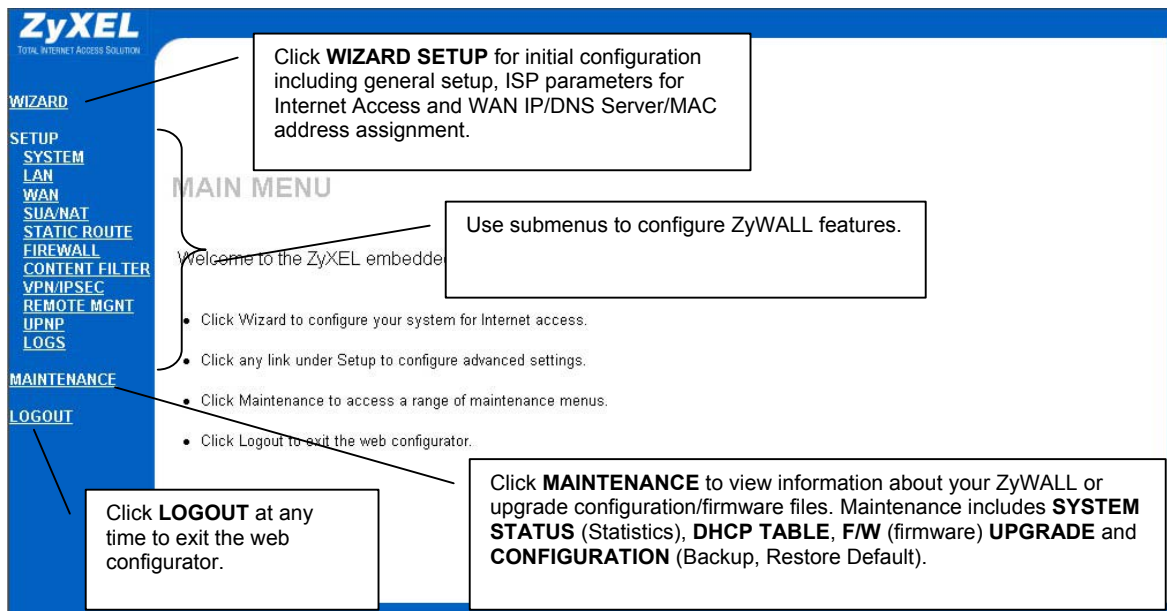 ZyXEL
TOTAL INTERNET ACCESS SOLUTION
WIZARD
SETUP
SYSTEM
LAN
WAN
SUA/NAT
STATIC ROUTE
FIREWALL
CONTENT FILTER
VPN/IPSEC
REMOTE MGNT
UPNP
LOGS
MAINTENANCE
LOGOUT
Click WIZARD SETUP for initial configuration
including general setup, ISP parameters for
Internet Access and WAN IP/DNS Server/MAC
address assignment.
MAIN MENU
Use submenus to configure ZyWALL features.
Welcome to the ZyXEL embedded
• Click Wizard to configure your system for Internet access.
• Click any link under Setup to configure advanced settings.
• Click Maintenance to access a range of maintenance menus.
• Click Logout to exit the web configurator.
Click LOGOUT at any
time to exit the web
configurator.
Click MAINTENANCE to view information about your ZyWALL or
upgrade configuration/firmware files. Maintenance includes SYSTEM
STATUS (Statistics), DHCP TABLE, F/W (firmware) UPGRADE and
CONFIGURATION (Backup, Restore Default).